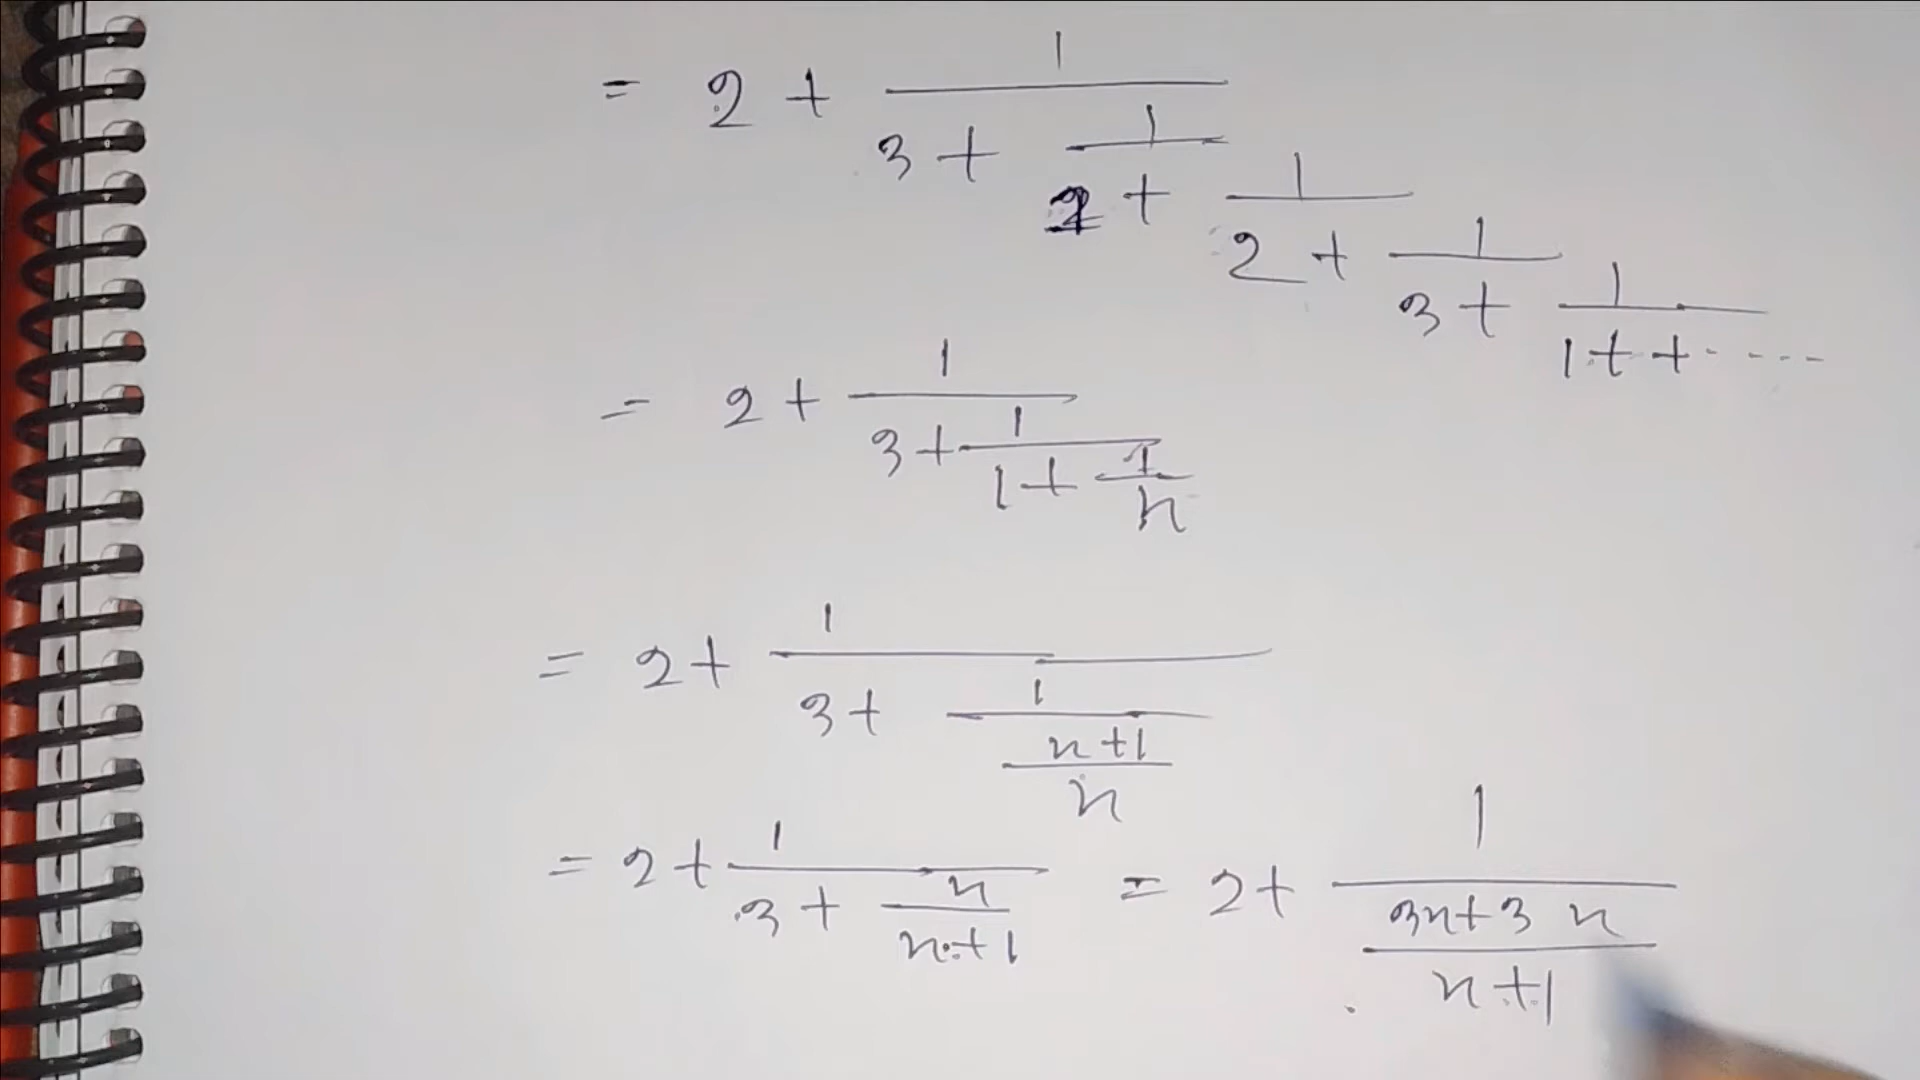 = 2 + 1/(3 + 1/(1 + 1/(2 + 1/(3 + 1/(1 + + - - - -
= 2 + 1/(3 + 1/(1 + 1/n))
= 2 + 1/(3 + 1/((n+1)/n))
= 2 + 1/(3 + n/(n+1)) = 2 + 1/((3n+3 n)/(n+1))